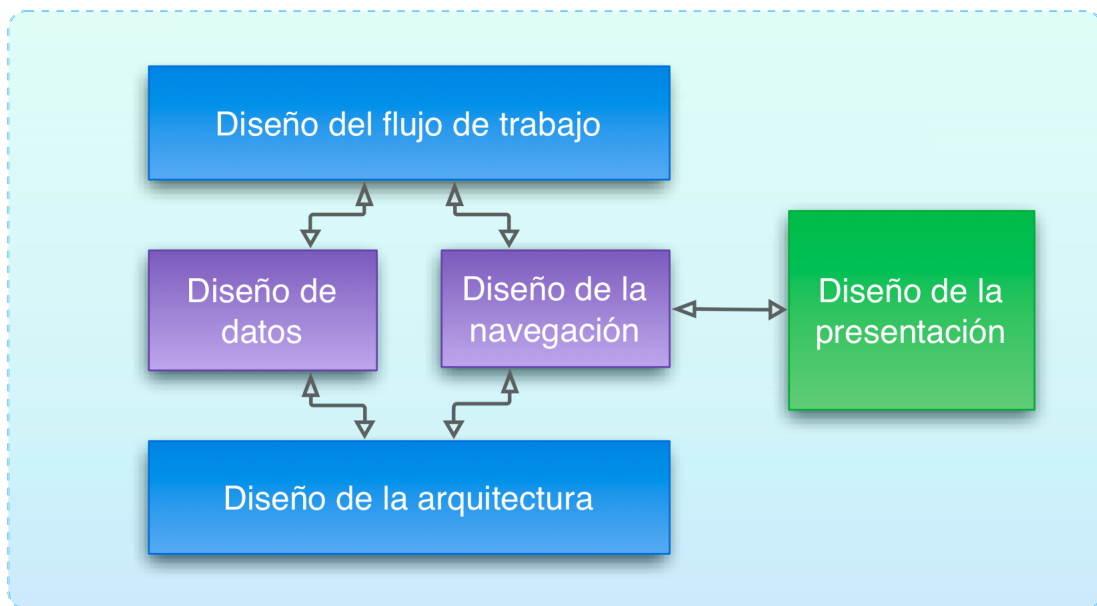 Diseño del flujo de trabajo
Diseño de
datos
Diseño de la
navegación
Diseño de la
presentación
Diseño de la arquitectura